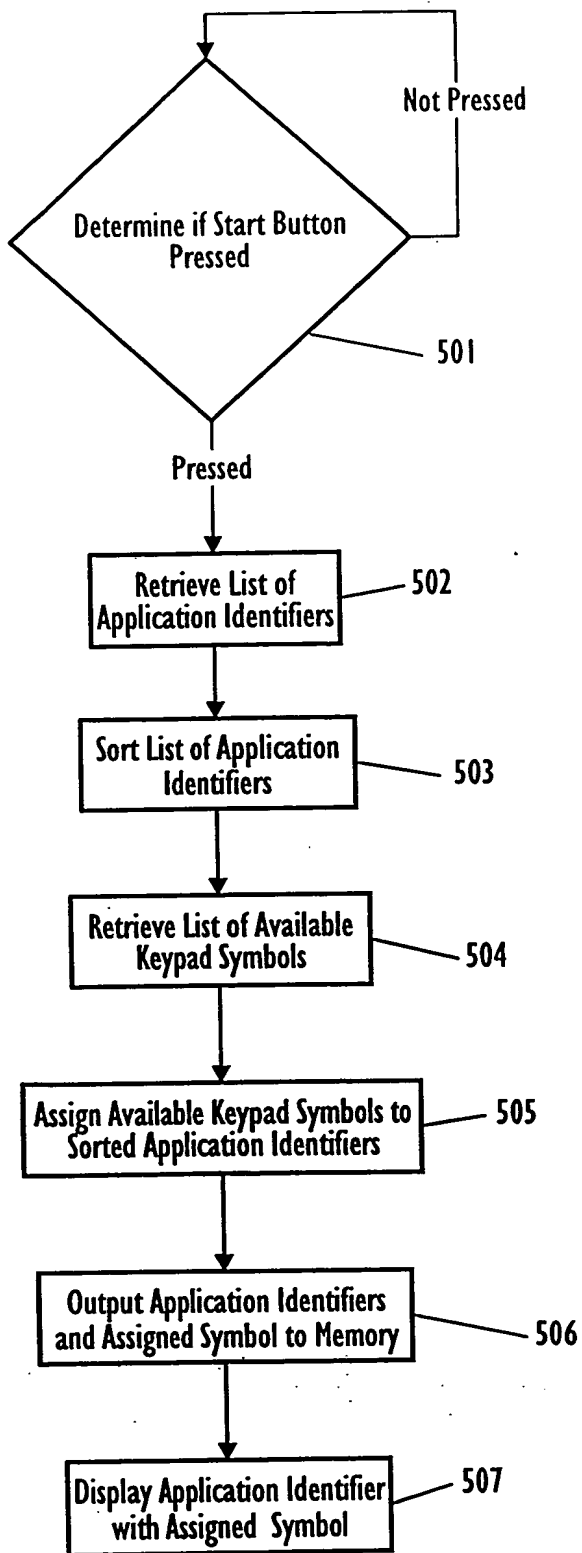 Not Pressed
Determine if Start Button
Pressed
501
Pressed
Retrieve List of
Application Identifiers
502
Sort List of Application
Identifiers
503
Retrieve List of Available
Keypad Symbols
504
Assign Available Keypad Symbols to
Sorted Application Identifiers
505
Output Application Identifiers
and Assigned Symbol to Memory
506
Display Application Identifier
with Assigned Symbol
507